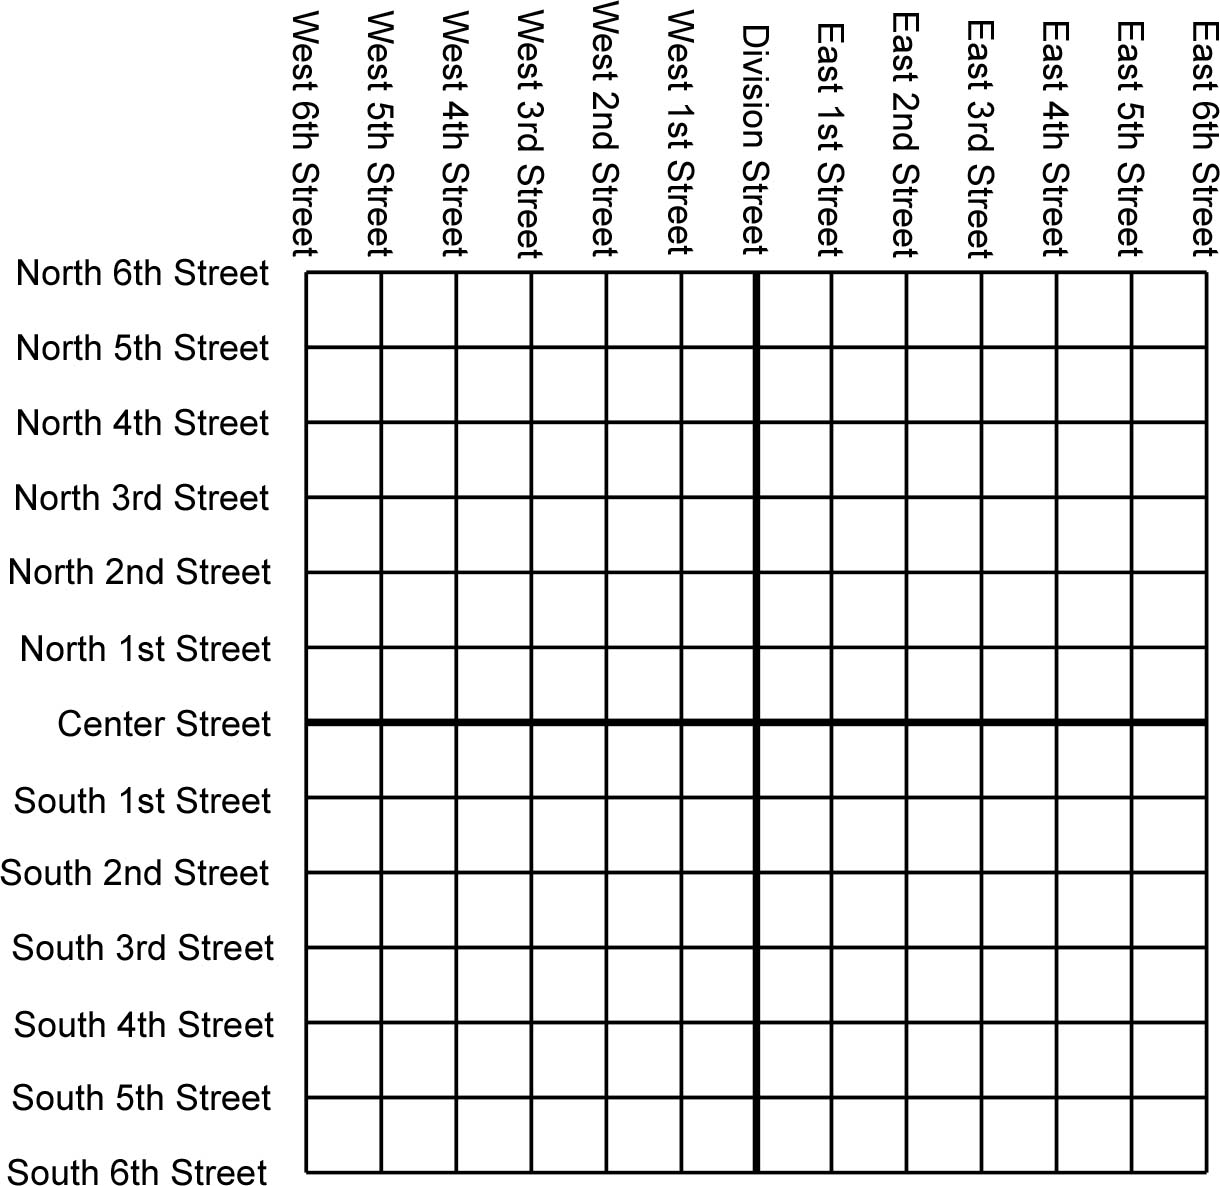 West 6th Street
West 5th Street
West 4th Street
West 3rd Street
West 2nd Street
West 1st Street
Division Street
East 1st Street
East 2nd Street
East 3rd Street
East 4th Street
East 5th Street
East 6th Street
North 6th Street
North 5th Street
North 4th Street
North 3rd Street
North 2nd Street
North 1st Street
Center Street
South 1st Street
South 2nd Street
South 3rd Street
South 4th Street
South 5th Street
South 6th Street